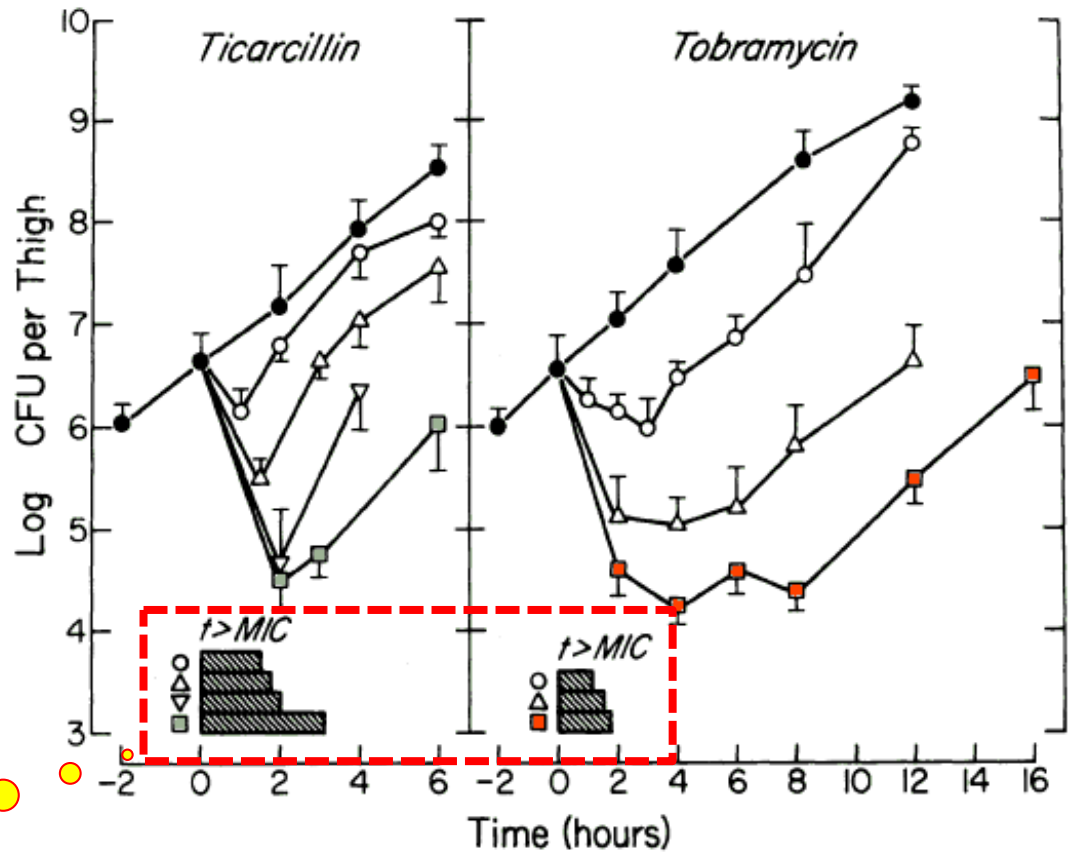 Ticarcillin
Tobramycin
Log CFU per Thigh
10
9
8
7
6
5
4
3
t>MIC
t>MIC
-2 0 2 4 6
-2 0 2 4 6 8 10 12 14 16
Time (hours)